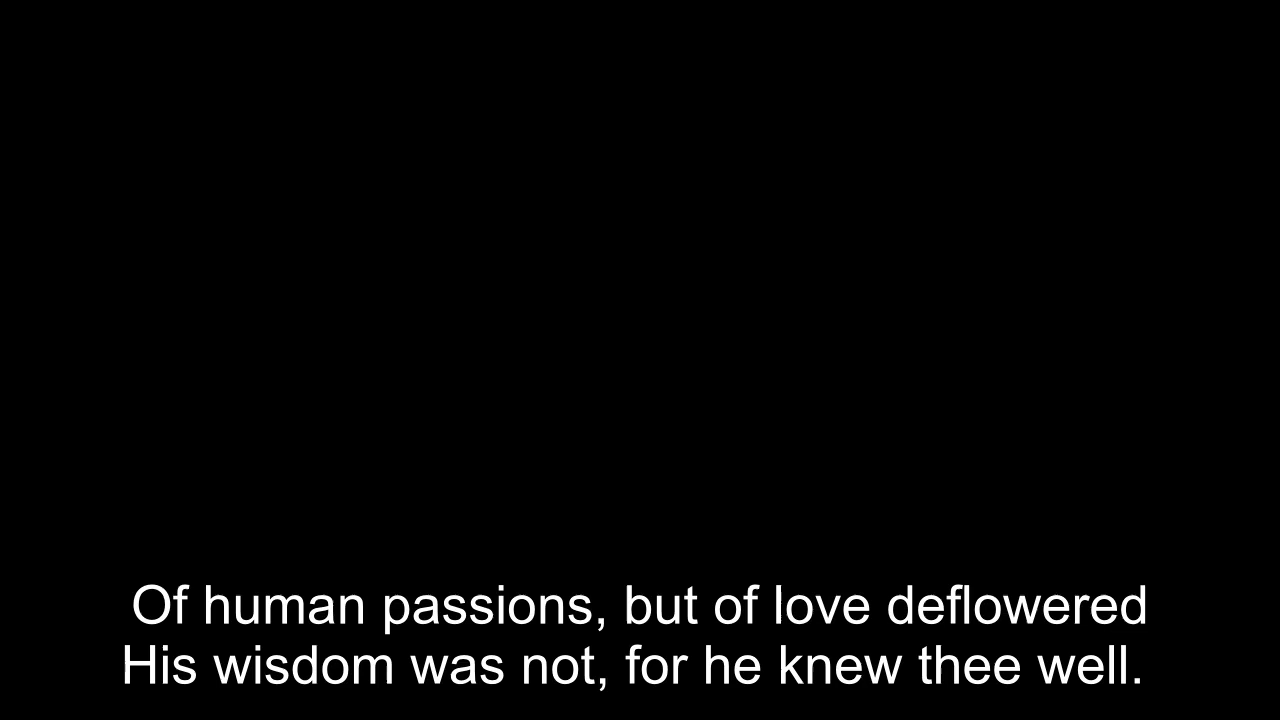 Of human passions, but of love deflowered
His wisdom was not, for he knew thee well.